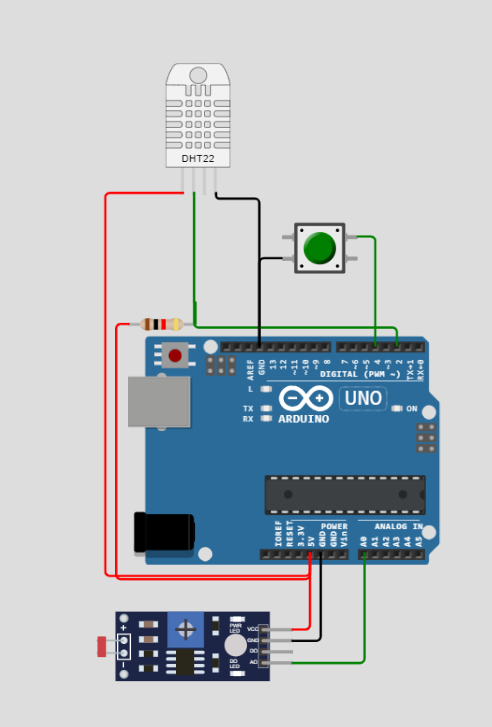 DHT22
AREF
GND
13
12
~11
~10
~9
8
7
~6
~5
4
~3
2
TX→1
RX←0
DIGITAL (PWM ~)
L
TX
RX
UNO
ARDUINO
ON
IOREF
RESET
3.3V
5V
GND
GND
Vin
POWER
ANALOG IN
A0
A1
A2
A3
A4
A5
+
PWR
LED
DO
LED
VCC
GND
DO
AO
−